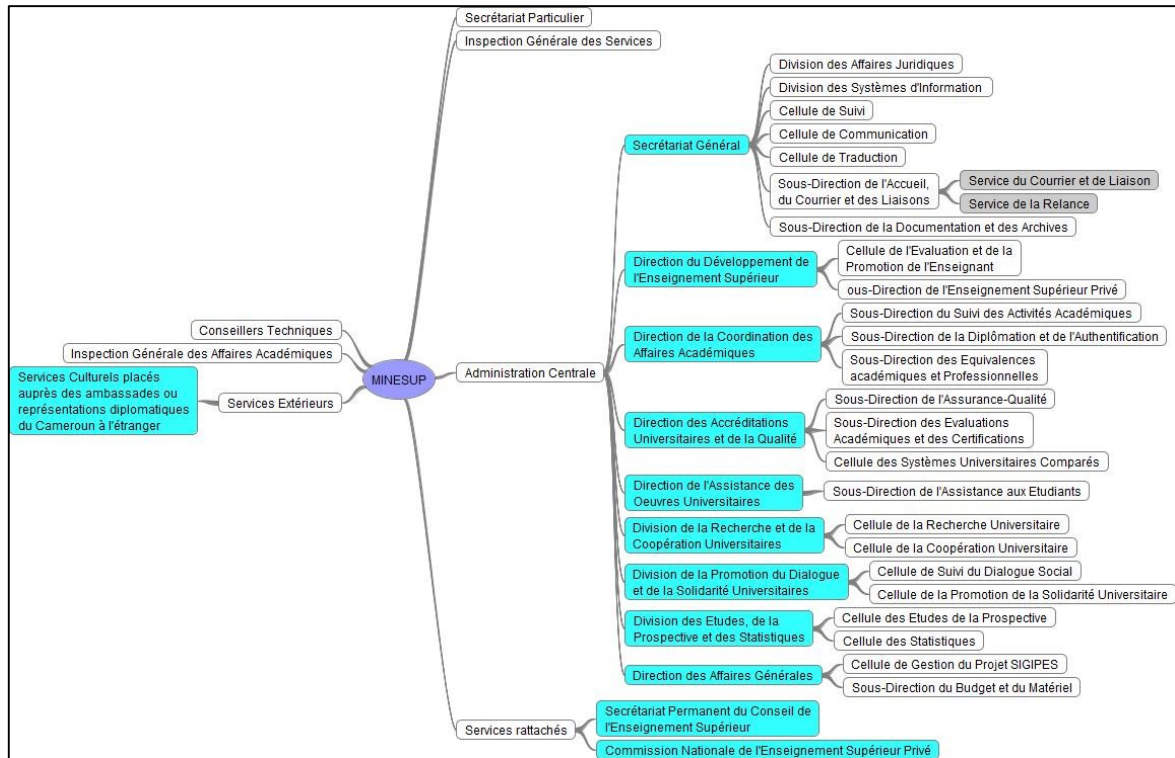 Secrétariat Particulier
Inspection Générale des Services
Division des Affaires Juridiques
Division des Systèmes d'Information
Cellule de Suivi
Cellule de Communication
Secrétariat Général
Cellule de Traduction
Sous-Direction de l'Accueil,
du Courrier et des Liaisons
Service du Courrier et de Liaison
Service de la Relance
Sous-Direction de la Documentation et des Archives
Direction du Développement de
l'Enseignement Supérieur
Cellule de l'Evaluation et de la
Promotion de l'Enseignant
ous-Direction de l'Enseignement Supérieur Privé
Direction de la Coordination des
Affaires Académiques
Sous-Direction du Suivi des Activités Académiques
Sous-Direction de la Diplômation et de l'Authentification
Sous-Direction des Equivalences
académiques et Professionnelles
Conseillers Techniques
Inspection Générale des Affaires Académiques
Services Culturels placés
auprès des ambassades ou
représentations diplomatiques
du Cameroun à l'étranger
Services Extérieurs
MINESUP
Administration Centrale
Direction des Accréditations
Universitaires et de la Qualité
Sous-Direction de l'Assurance-Qualité
Sous-Direction des Evaluations
Académiques et des Certifications
Cellule des Systèmes Universitaires Comparés
Direction de l'Assistance des
Oeuvres Universitaires
Sous-Direction de l'Assistance aux Etudiants
Division de la Recherche et de la
Coopération Universitaires
Cellule de la Recherche Universitaire
Cellule de la Coopération Universitaire
Division de la Promotion du Dialogue
et de la Solidarité Universitaires
Cellule de Suivi du Dialogue Social
Cellule de la Promotion de la Solidarité Universitaire
Division des Etudes, de la
Prospective et des Statistiques
Cellule des Etudes de la Prospective
Cellule des Statistiques
Direction des Affaires Générales
Cellule de Gestion du Projet SIGIPES
Sous-Direction du Budget et du Matériel
Services rattachés
Secrétariat Permanent du Conseil de
l'Enseignement Supérieur
Commission Nationale de l'Enseignement Supérieur Privé